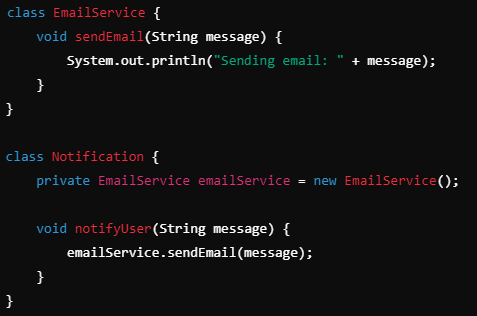 class EmailService {
    void sendEmail(String message) {
        System.out.println("Sending email: " + message);
    }
}

class Notification {
    private EmailService emailService = new EmailService();

    void notifyUser(String message) {
        emailService.sendEmail(message);
    }
}